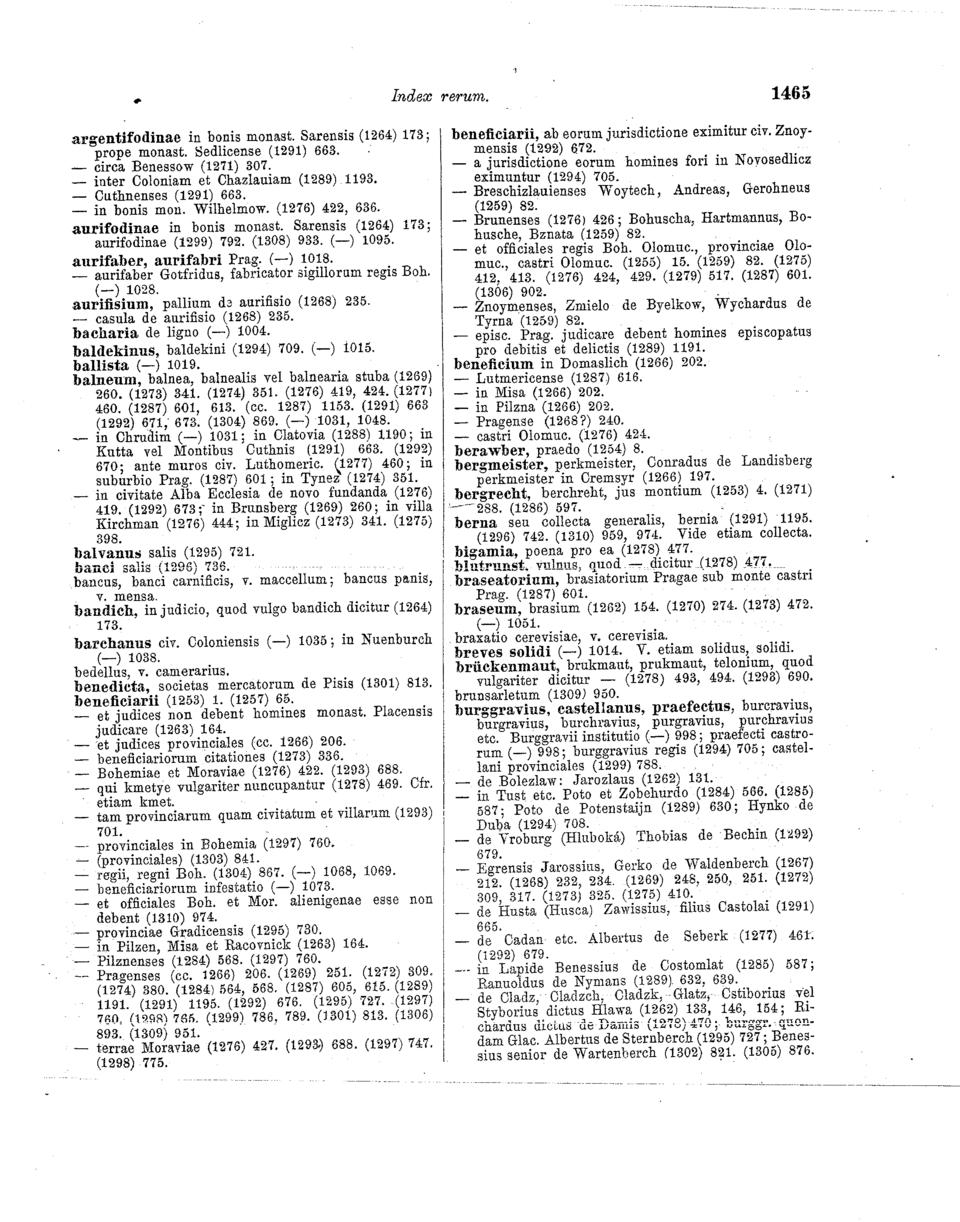 Index rerum.
1465
argentifodinae in bonis monast. Sarensis (1264) 173;
prope monast. Sedlicense (1291) 663.
— circa Benessow (1271) 307.
— inter Coloniam et Chazlauiam (1289) 1193.
— Cuthnenses (1291) 663.
— in bonis mon. Wilhelmow. (1276) 422, 636.
aurifodinae in bonis monast. Sarensis (1264) 173;
aurifodinae (1299) 792. (1308) 933. (—) 1095.
aurifaber, aurifabri Prag. (—) 1018.
— aurifaber Gotfridus, fabricator sigillorum regis Boh.
(—) 1028.
aurifisium, pallium de aurifisio (1268) 235.
— casula de aurifisio (1268) 235.
bacharia de ligno (—) 1004.
baldekinus, baldekini (1294) 709. (—) 1015.
ballista (—) 1019.
balneum, balnea, balnealis vel balnearia stuba (1269)
260. (1273) 341. (1274) 351. (1276) 419, 424. (1277)
460. (1287) 601, 613. (cc. 1287) 1153. (1291) 663
(1292) 671, 673. (1304) 869. (—) 1031, 1048.
— in Chrudim (—) 1031; in Clatovia (1288) 1190; in
Kutta vel Montibus Cuthnis (1291) 663. (1292)
670; ante muros civ. Luthomeric. (1277) 460; in
suburbio Prag. (1287) 601; in Tynez (1274) 351.
— in civitate Alba Ecclesia de novo fundanda (1276)
419. (1292) 673; in Brunsberg (1269) 260; in villa
Kirchman (1276) 444; in Miglicz (1273) 341. (1275)
398.
balvanus salis (1295) 721.
banci salis (1296) 736.
bancus, banci carnificis, v. maccellum; bancus panis,
v. mensa.
bandich, in judicio, quod vulgo bandich dicitur (1264)
173.
barchanus civ. Coloniensis (—) 1035; in Nuenburch
(—) 1038.
bedellus, v. camerarius.
benedicta, societas mercatorum de Pisis (1301) 813.
beneficiarii (1253) 1. (1257) 65.
— et judices non debent homines monast. Placensis
judicare (1263) 164.
— et judices provinciales (cc. 1266) 206.
— beneficiariorum citationes (1273) 336.
— Bohemiae et Moraviae (1276) 422. (1293) 688.
— qui kmetye vulgariter nuncupantur (1278) 469. Cfr.
etiam kmet.
— tam provinciarum quam civitatum et villarum (1293)
701.
— provinciales in Bohemia (1297) 760.
— (provinciales) (1303) 841.
— regii, regni Boh. (1304) 867. (—) 1068, 1069.
— beneficiariorum infestatio (—) 1073.
— et officiales Boh. et Mor. alienigenae esse non
debent (1310) 974.
— provinciae Gradicensis (1295) 730.
— in Pilzen, Misa et Racovnick (1263) 164.
— Pilznenses (1284) 568. (1297) 760.
— Pragenses (cc. 1266) 206. (1269) 251. (1272) 309.
(1274) 380. (1284) 564, 568. (1287) 605, 615. (1289)
1191. (1291) 1195. (1292) 676. (1295) 727. (1297)
760, (1298) 765. (1299) 786, 789. (1301) 813. (1306)
893. (1309) 951.
— terrae Moraviae (1276) 427. (1293) 688. (1297) 747.
(1298) 775.
beneficiarii, ab eorum jurisdictione eximitur civ. Znoy-
mensis (1292) 672.
— a jurisdictione eorum homines fori in Novosedlicz
eximuntur (1294) 705.
— Breschizlauienses Woytech, Andreas, Gerohneus
(1259) 82.
— Brunenses (1276) 426; Bohuscha, Hartmannus, Bo-
husche, Bznata (1259) 82.
— et officiales regis Boh. Olomuc., provinciae Olo-
muc., castri Olomuc. (1255) 15. (1259) 82. (1275)
412, 413. (1276) 424, 429. (1279) 517. (1287) 601.
(1306) 902.
— Znoymenses, Zmielo de Byelkow, Wychardus de
Tyrna (1259) 82.
— episc. Prag. judicare debent homines episcopatus
pro debitis et delictis (1289) 1191.
beneficium in Domaslich (1266) 202.
— Lutmericense (1287) 616.
— in Misa (1266) 202.
— in Pilzna (1266) 202.
— Pragense (1268?) 240.
— castri Olomuc. (1276) 424.
berawber, praedo (1254) 8.
bergmeister, perkmeister, Conradus de Landisberg
perkmeister in Cremsyr (1266) 197.
bergrecht, berchreht, jus montium (1253) 4. (1271)
288. (1286) 597.
berna seu collecta generalis, bernia (1291) 1195.
(1296) 742. (1310) 959, 974. Vide etiam collecta.
bigamia, poena pro ea (1278) 477.
blutrunst. vulnus, quod — dicitur (1278) 477.
braseatorium, brasiatorium Pragae sub monte castri
Prag. (1287) 601.
braseum, brasium (1262) 154. (1270) 274. (1273) 472.
(—) 1051.
braxatio cerevisiae, v. cerevisia.
breves solidi (—) 1014. V. etiam solidus, solidi.
brückenmaut, brukmaut, prukmaut, telonium, quod
vulgariter dicitur — (1278) 493, 494. (1293) 690.
brunsarletum (1309) 950.
burggravius, castellanus, praefectus, burcravius,
burgravius, burchravius, purgravius, purchravius
etc. Burggravii institutio (—) 998; praefecti castro-
rum (—) 998; burggravius regis (1294) 705; castel-
lani provinciales (1299) 788.
— de Bolezlaw: Jarozlaus (1262) 131.
— in Tust etc. Poto et Zobehurdo (1284) 566. (1285)
587; Poto de Potenstaijn (1289) 630; Hynko de
Duba (1294) 708.
— de Vroburg (Hluboká) Thobias de Bechin (1292)
679.
— Egrensis Jarossius, Gerko de Waldenberch (1267)
212. (1268) 232, 234. (1269) 248, 250, 251. (1272)
309, 317. (1273) 325. (1275) 410.
— de Husta (Husca) Zawissius, filius Castolai (1291)
665.
— de Cadan etc. Albertus de Seberk (1277) 461.
(1292) 679.
— in Lapide Benessius de Costomlat (1285) 587;
Ranuoldus de Nymans (1289) 632, 639.
— de Cladz, Cladzch, Cladzk, Glatz, Cstiborius vel
Styborius dictus Hlawa (1262) 133, 146, 154; Ri-
chardus dictus de Damis (1278) 470; burggr. quon-
dam Glac. Albertus de Sternberch (1295) 727; Benes-
sius senior de Wartenberch (1302) 821. (1305) 876.